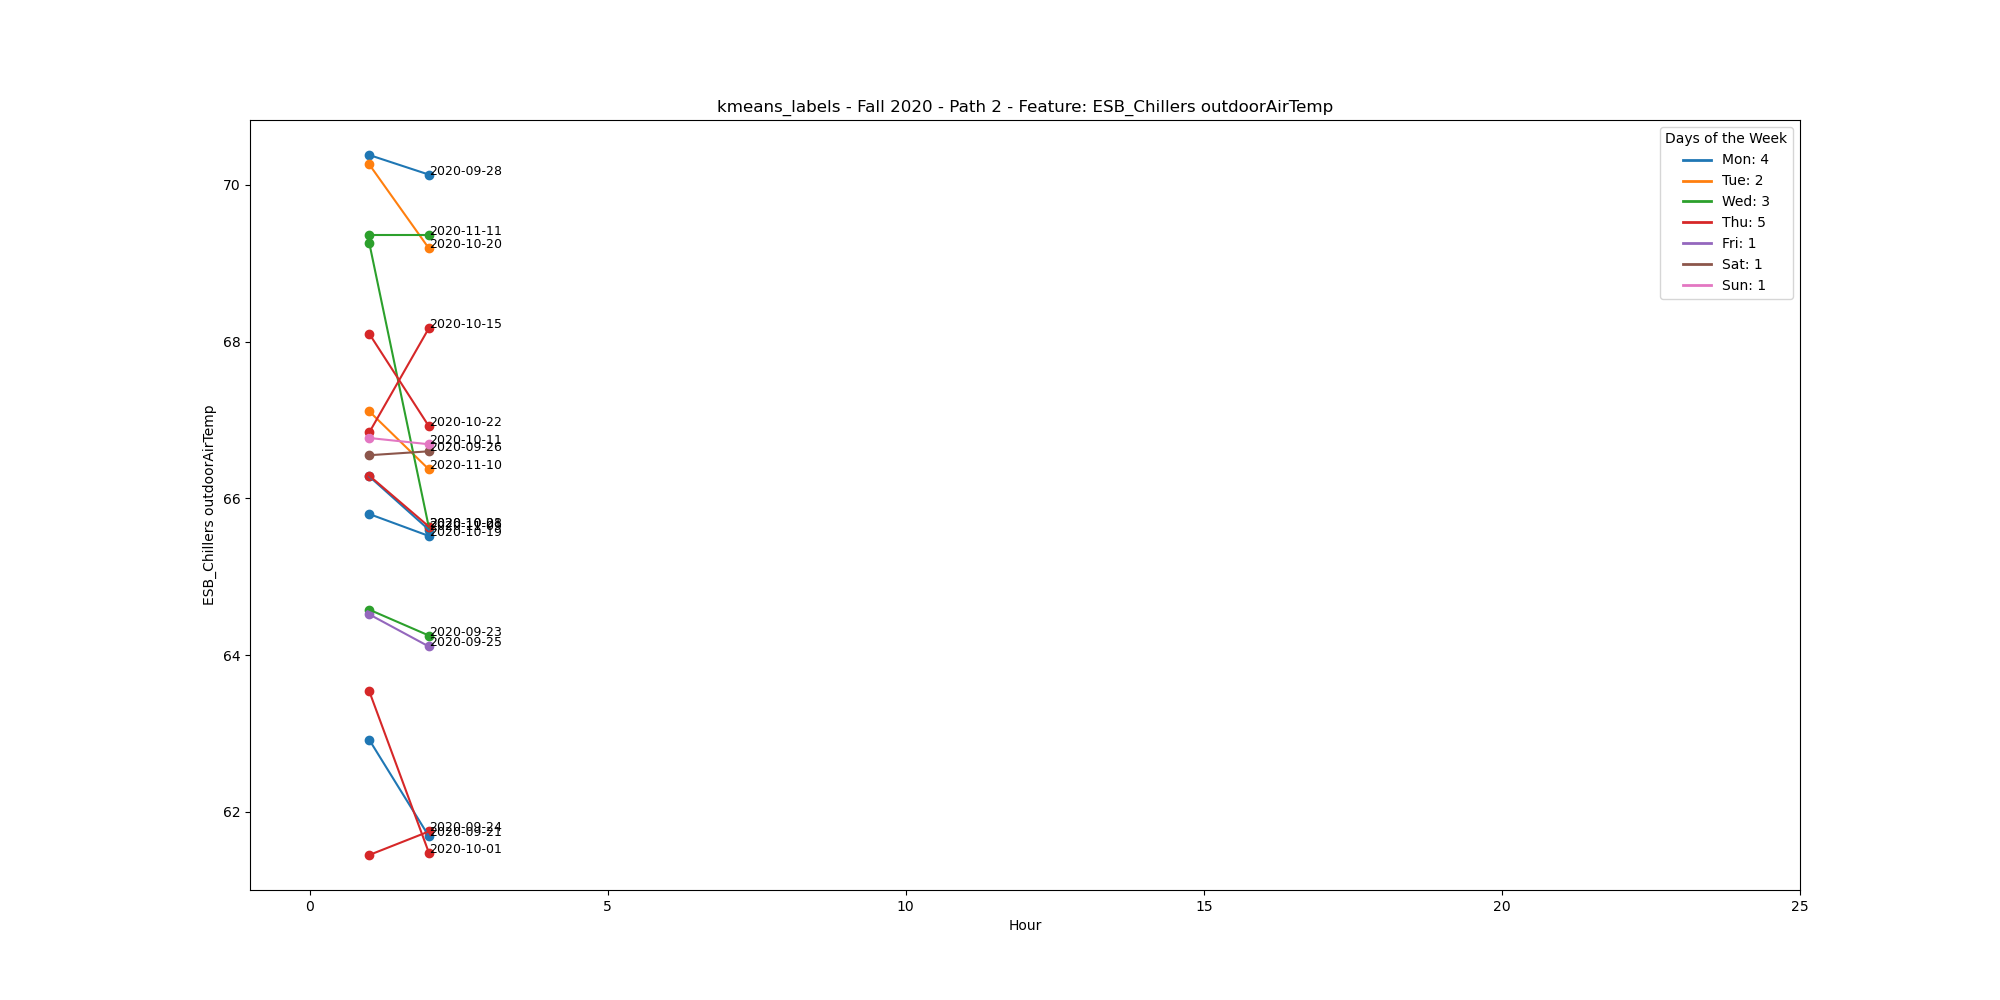 kmeans_labels - Fall 2020 - Path 2 - Feature: ESB_Chillers outdoorAirTemp
Days of the Week
Mon: 4
Tue: 2
Wed: 3
Thu: 5
Fri: 1
Sat: 1
Sun: 1
ESB_Chillers outdoorAirTemp
70
68
66
64
62
2020-09-28
2020-11-11
2020-10-20
2020-10-15
2020-10-22
2020-10-11
2020-09-26
2020-11-10
2020-10-19
2020-09-23
2020-09-25
2020-09-24
2020-09-21
2020-10-01
0
5
10
15
20
25
Hour